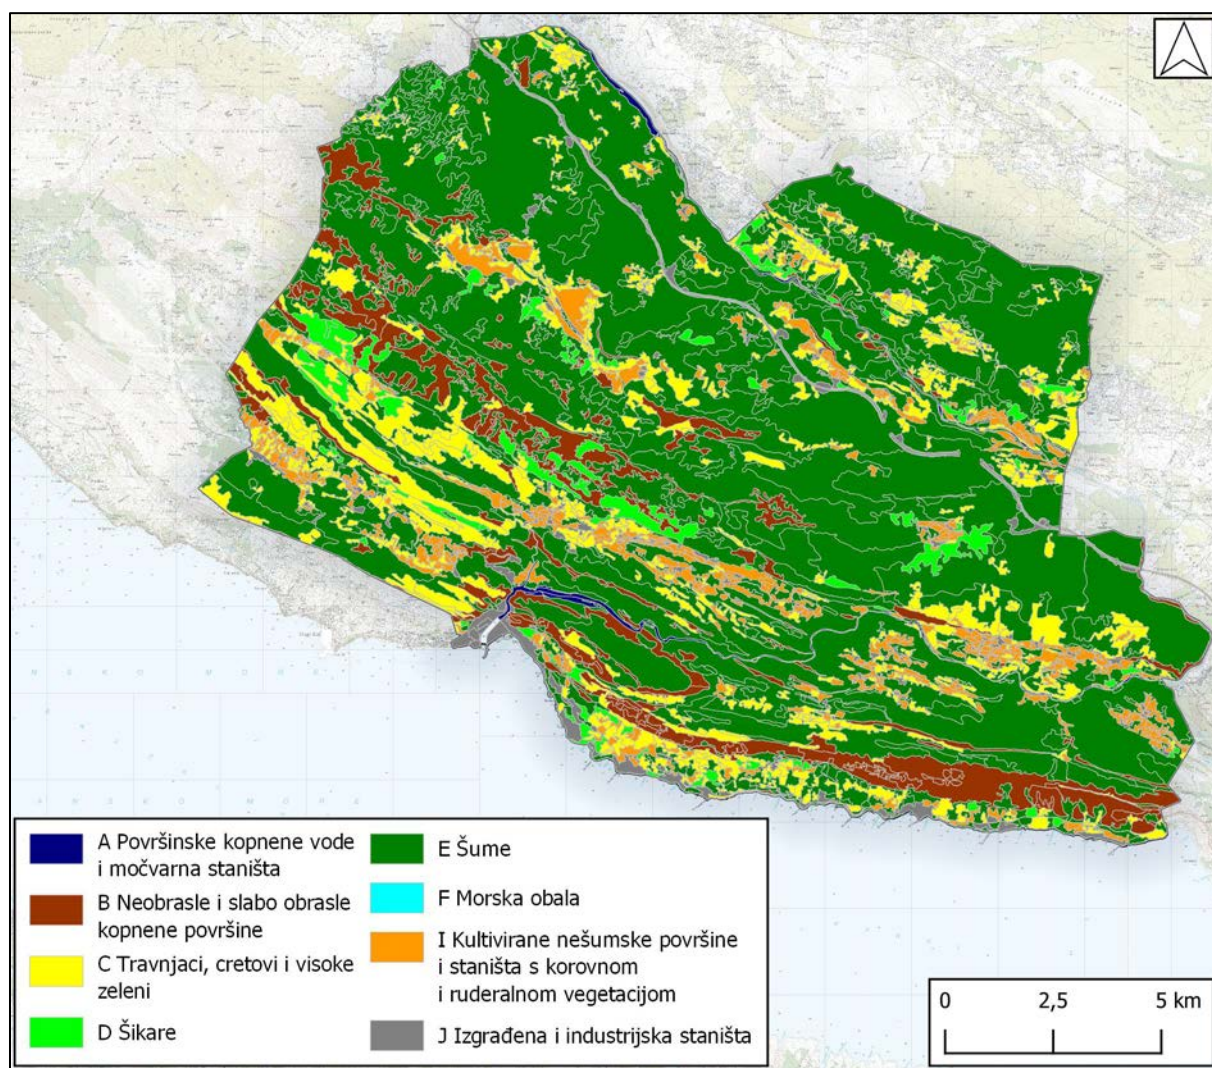 A Površinske kopnene vode
i močvarna staništa
B Neobrasle i slabo obrasle
kopnene površine
C Travnjaci, cretovi i visoke
zeleni
D Šikare
E Šume
F Morska obala
I Kultivirane nešumske površine
i staništa s korovnom
i ruderalnom vegetacijom
J Izgrađena i industrijska staništa
0 2,5 5 km